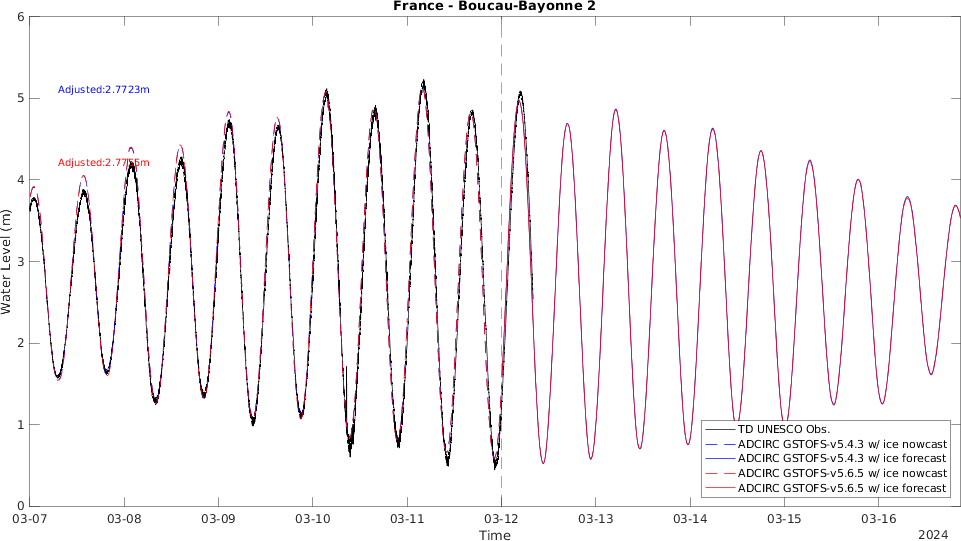 France - Boucau-Bayonne 2
6
5
4
3
2
1
0
Water Level (m)
Adjusted:2.7723m
TD UNESCO Obs.
ADCIRC GSTOFS-v5.4.3 w/ ice nowcast
ADCIRC GSTOFS-v5.4.3 w/ ice forecast
ADCIRC GSTOFS-v5.6.5 w/ ice nowcast
ADCIRC GSTOFS-v5.6.5 w/ ice forecast
03-07 03-08 03-09 03-10 03-11 03-12 03-13 03-14 03-15 03-16
Time
2024